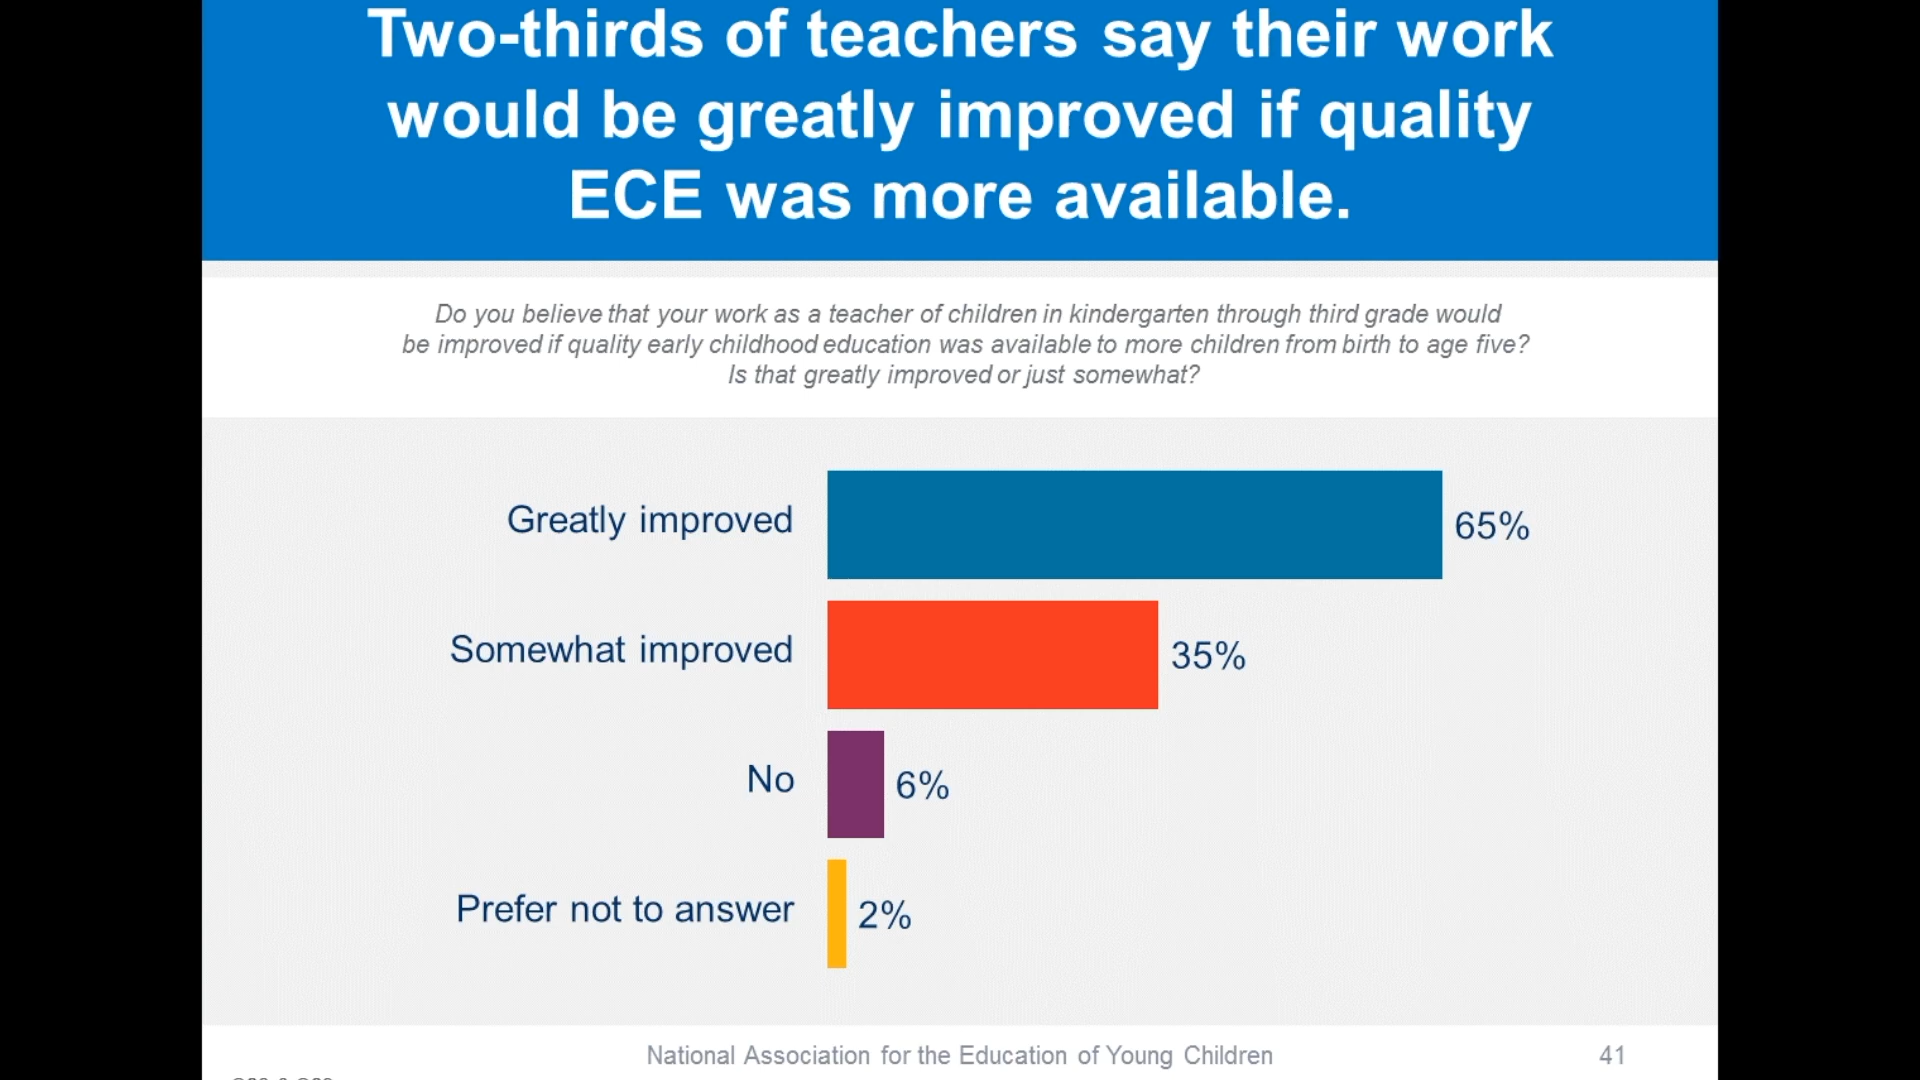 Two-thirds of teachers say their work
would be greatly improved if quality
ECE was more available.
Do you believe that your work as a teacher of children in kindergarten through third grade would
be improved if quality early childhood education was available to more children from birth to age five?
Is that greatly improved or just somewhat?
Greatly improved 65%
Somewhat improved 35%
No 6%
Prefer not to answer 2%
National Association for the Education of Young Children 41